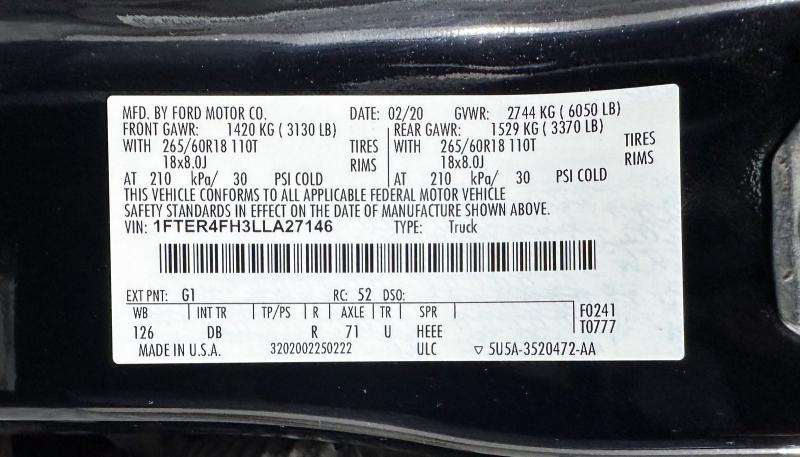 MFD. BY FORD MOTOR CO. DATE: 02/20 GVWR: 2744 KG ( 6050 LB)
FRONT GAWR: 1420 KG ( 3130 LB) REAR GAWR: 1529 KG ( 3370 LB)
WITH 265/60R18 110T TIRES WITH 265/60R18 110T TIRES
18x8.0J RIMS 18x8.0J RIMS
AT 210 kPa/ 30 PSI COLD AT 210 kPa/ 30 PSI COLD
THIS VEHICLE CONFORMS TO ALL APPLICABLE FEDERAL MOTOR VEHICLE
SAFETY STANDARDS IN EFFECT ON THE DATE OF MANUFACTURE SHOWN ABOVE.
VIN: 1FTER4FH3LLA27146 TYPE: Truck
EXT PNT: G1 RC: 52 DSO:
WB | INT TR | TP/PS | R | AXLE | TR | SPR F0241
126 DB R 71 U HEEE T0777
MADE IN U.S.A. 3202002250222 ULC ▽ 5U5A-3520472-AA